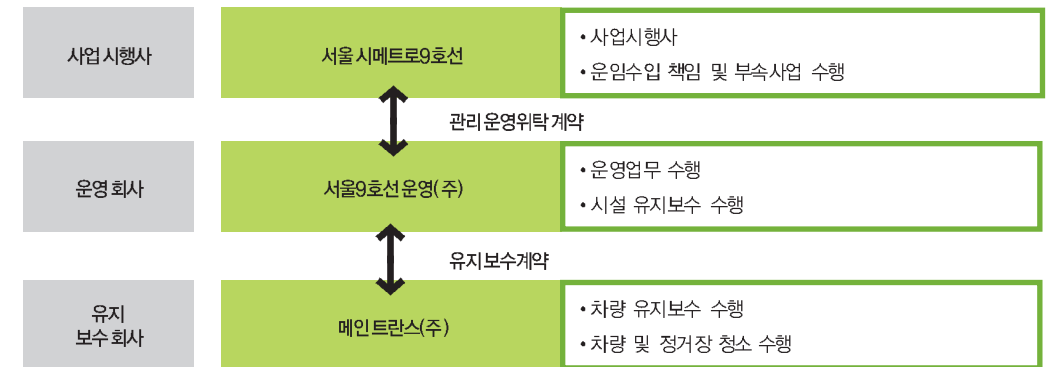 사업 시행사
서울 시메트로9호선
• 사업시행사
• 운임수입 책임 및 부속사업 수행
관리 운영위탁 계약
운영 회사
서울9호선 운영(주)
• 운영업무 수행
• 시설 유지보수 수행
유지 보수계약
유지
보수 회사
메인 트란스(주)
• 차량 유지보수 수행
• 차량 및 정거장 청소 수행